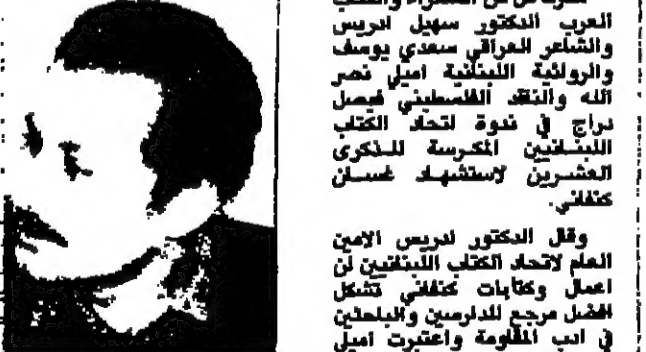 العرب الدكتور سهيل ادريس
والشاعر العراقي سعدي يوسف
والروائية اللبنانية اميلي نصر
الله والناقد الفلسطيني فيصل
دراج في ندوة لتحاد الكتاب
اللبنانيين المكرسة للذكرى
العشرين لاستشهاد غسان
كنفاني.
وقال الدكتور ادريس الامين
العام لاتحاد الكتاب اللبنانيين ان
اعمال وكتابات كنفاني تشكل
افضل مرجع للدارسين والباحثين
في ادب المقاومة واعتبرت اميلي